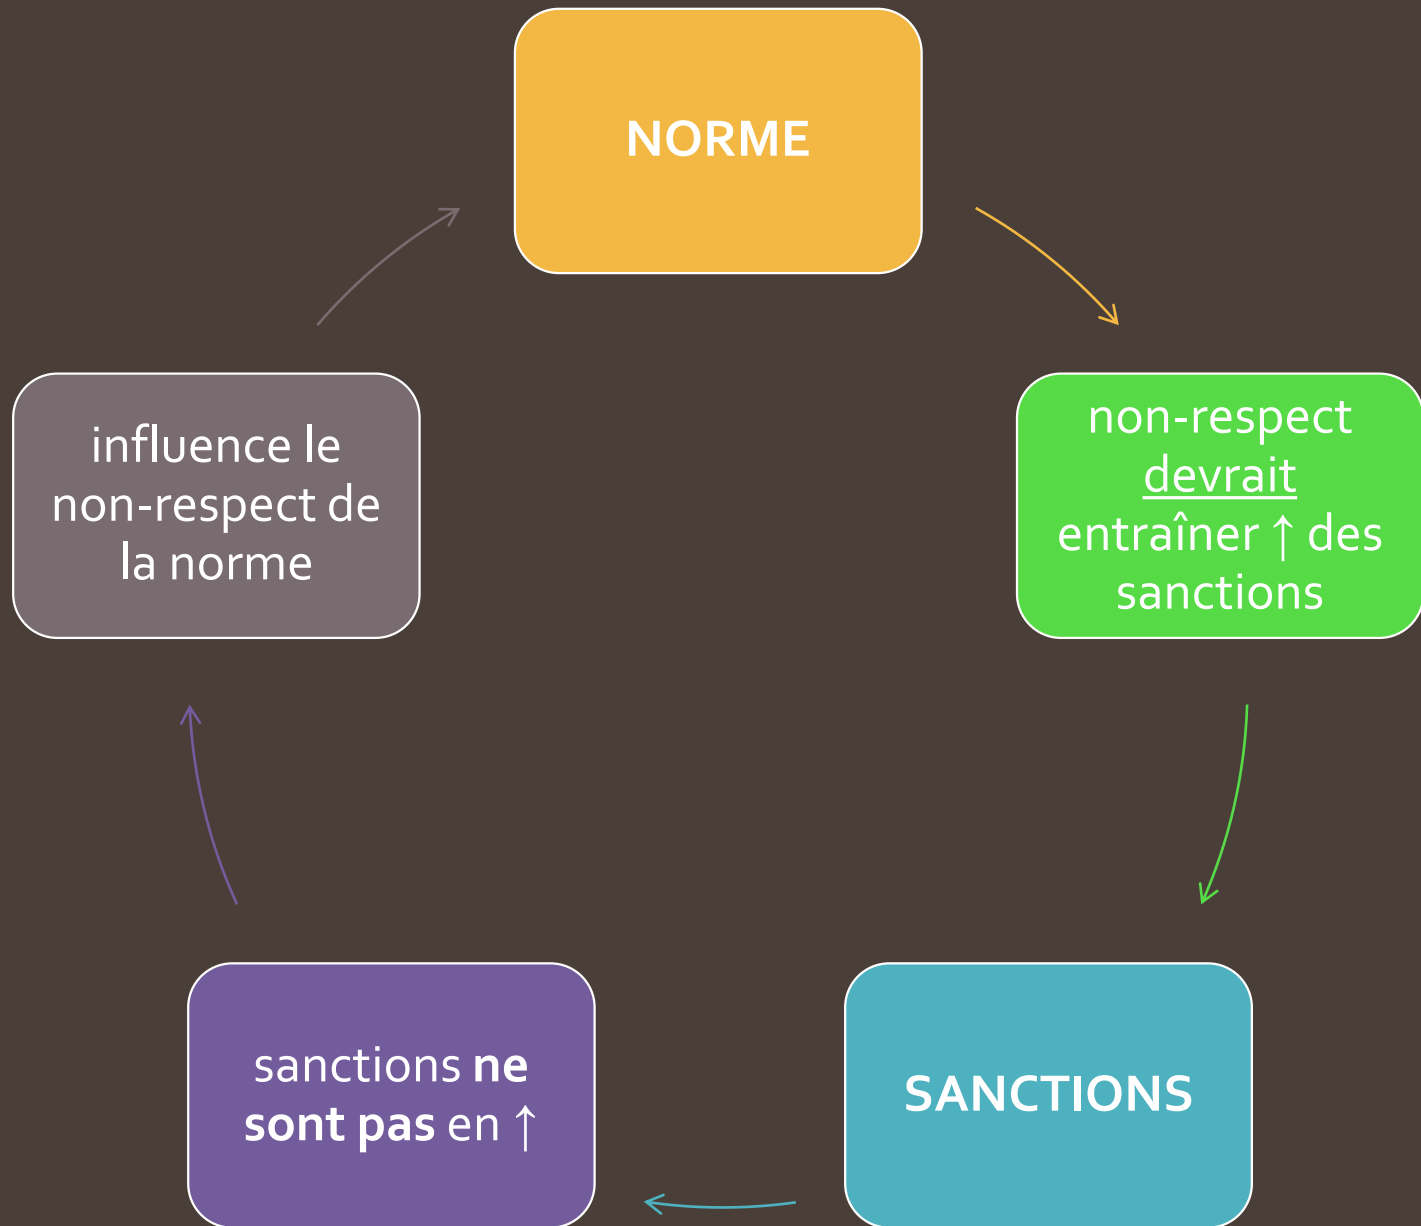 NORME
non-respect
devrait
entraîner ↑ des
sanctions
SANCTIONS
sanctions ne
sont pas en ↑
influence le
non-respect de
la norme